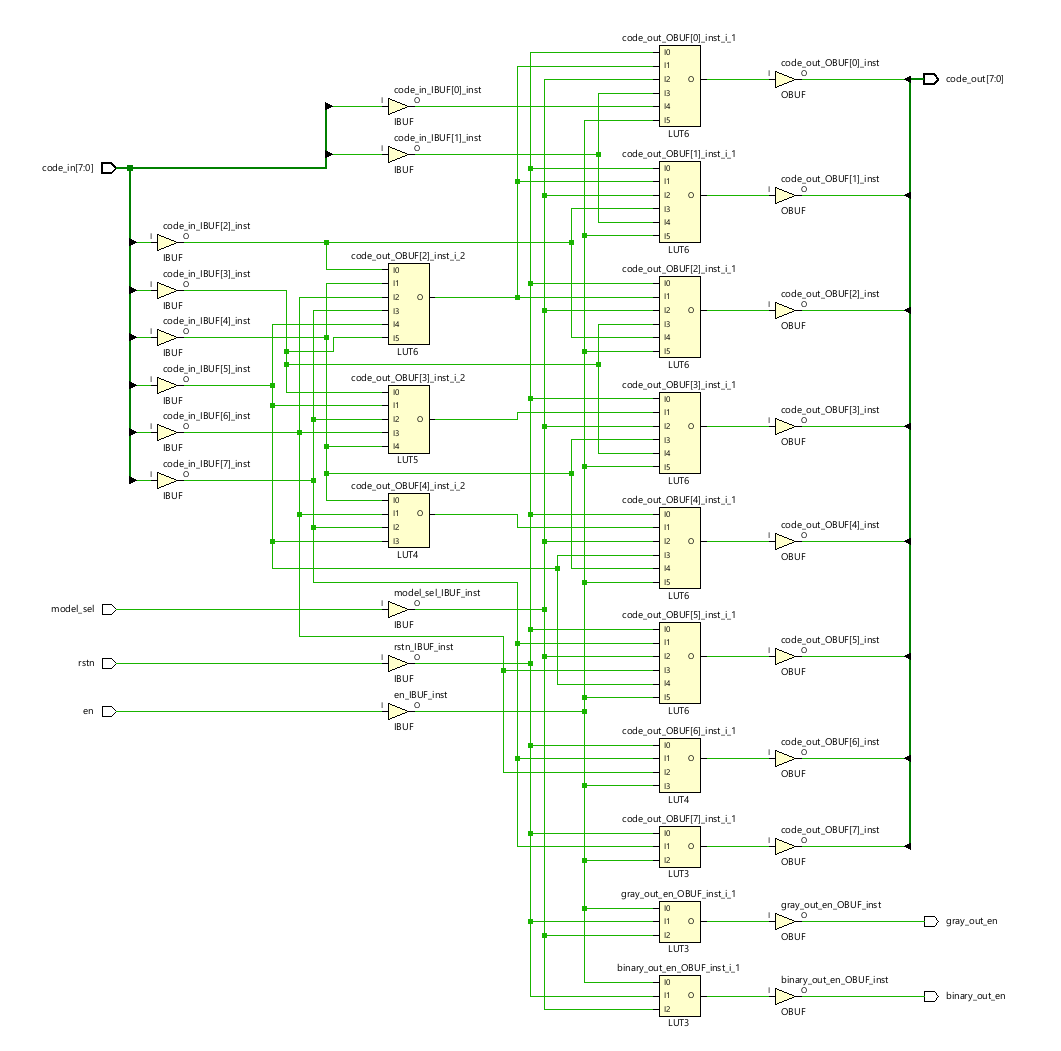 code_out_OBUF[0]_inst_i_1
I0
I1
I2
I3
I4
I5
O
LUT6
code_out_OBUF[0]_inst
I
O
OBUF
code_out[7:0]
code_in_IBUF[0]_inst
I
O
IBUF
code_in_IBUF[1]_inst
I
O
IBUF
code_in[7:0]
code_out_OBUF[1]_inst_i_1
I0
I1
I2
I3
I4
I5
O
LUT6
code_out_OBUF[1]_inst
I
O
OBUF
code_in_IBUF[2]_inst
I
O
IBUF
code_in_IBUF[3]_inst
I
O
IBUF
code_in_IBUF[4]_inst
I
O
IBUF
code_in_IBUF[5]_inst
I
O
IBUF
code_in_IBUF[6]_inst
I
O
IBUF
code_in_IBUF[7]_inst
I
O
IBUF
code_out_OBUF[2]_inst_i_2
I0
I1
I2
I3
I4
I5
O
LUT6
code_out_OBUF[3]_inst_i_2
I0
I1
I2
I3
I4
O
LUT5
code_out_OBUF[4]_inst_i_2
I0
I1
I2
I3
O
LUT4
code_out_OBUF[2]_inst_i_1
I0
I1
I2
I3
I4
I5
O
LUT6
code_out_OBUF[2]_inst
I
O
OBUF
code_out_OBUF[3]_inst_i_1
I0
I1
I2
I3
I4
I5
O
LUT6
code_out_OBUF[3]_inst
I
O
OBUF
code_out_OBUF[4]_inst_i_1
I0
I1
I2
I3
I4
I5
O
LUT6
code_out_OBUF[4]_inst
I
O
OBUF
model_sel
model_sel_IBUF_inst
I
O
IBUF
rstn
rstn_IBUF_inst
I
O
IBUF
en
en_IBUF_inst
I
O
IBUF
code_out_OBUF[5]_inst_i_1
I0
I1
I2
I3
I4
I5
O
LUT6
code_out_OBUF[5]_inst
I
O
OBUF
code_out_OBUF[6]_inst_i_1
I0
I1
I2
I3
O
LUT4
code_out_OBUF[6]_inst
I
O
OBUF
code_out_OBUF[7]_inst_i_1
I0
I1
I2
O
LUT3
code_out_OBUF[7]_inst
I
O
OBUF
gray_out_en_OBUF_inst_i_1
I0
I1
I2
O
LUT3
gray_out_en_OBUF_inst
I
O
OBUF
gray_out_en
binary_out_en_OBUF_inst_i_1
I0
I1
I2
O
LUT3
binary_out_en_OBUF_inst
I
O
OBUF
binary_out_en